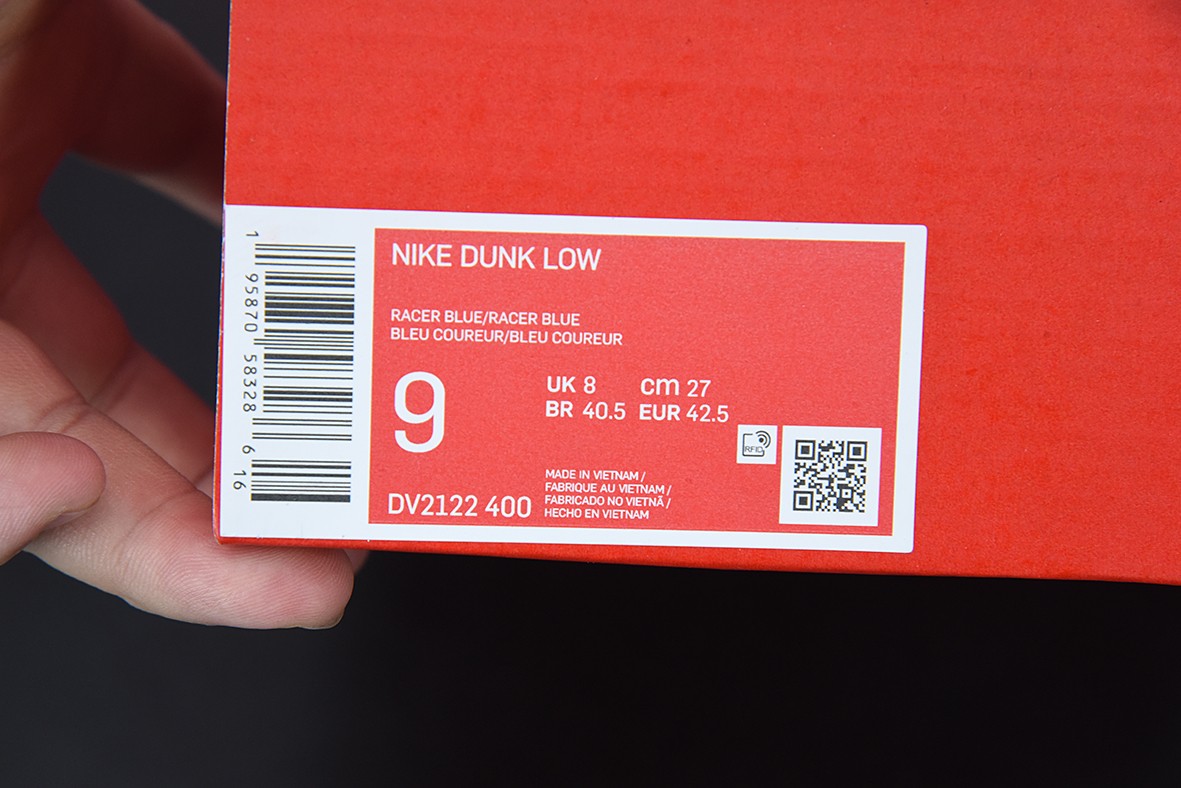 1
95870
58328
6
16
NIKE DUNK LOW
RACER BLUE/RACER BLUE
BLEU COUREUR/BLEU COUREUR
9
UK 8 cm 27
BR 40.5 EUR 42.5
RFID
DV2122 400
MADE IN VIETNAM /
FABRIQUE AU VIETNAM /
FABRICADO NO VIETNÃ /
HECHO EN VIETNAM